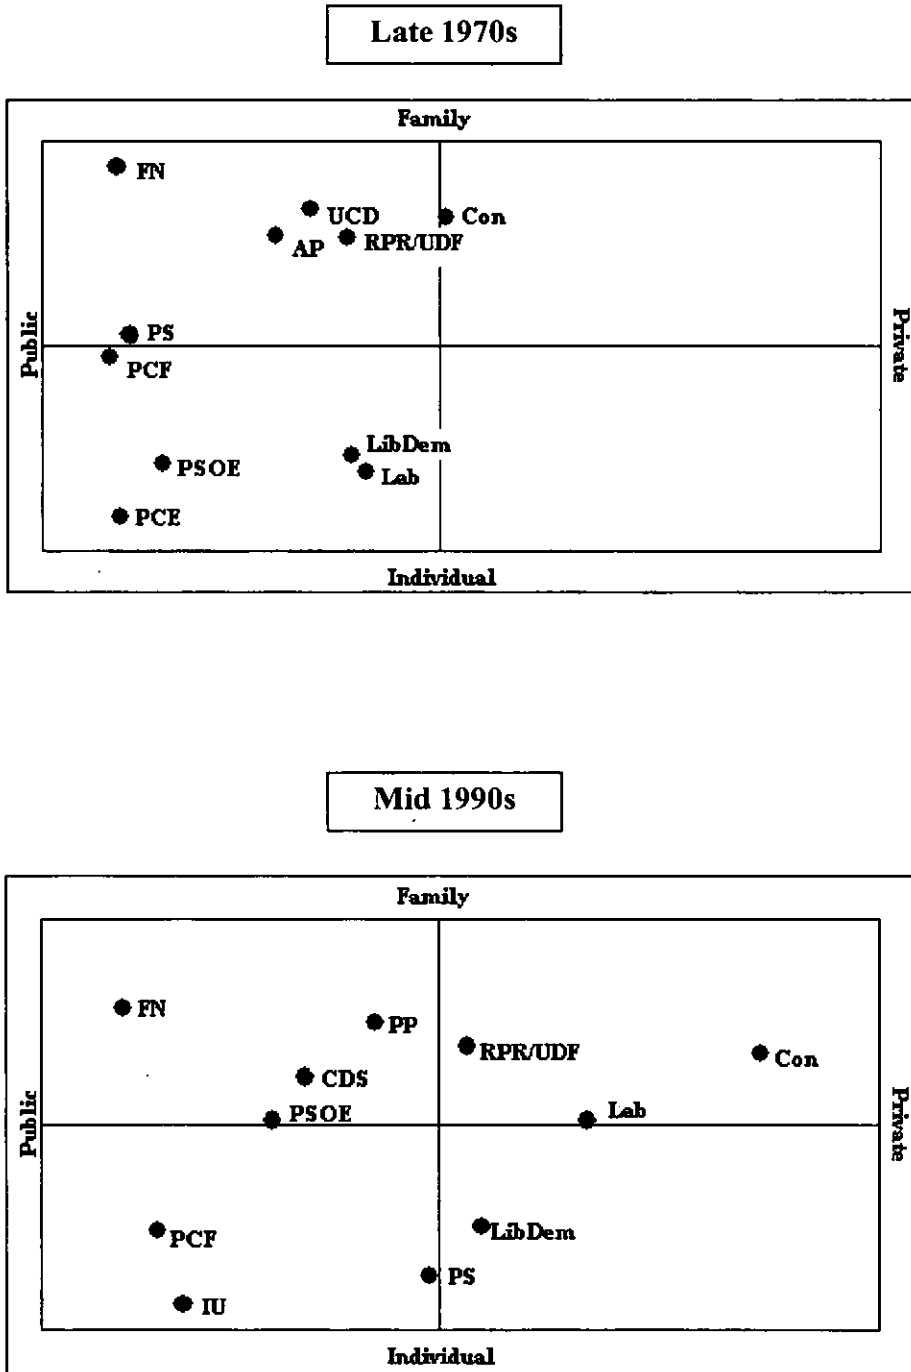 Late 1970s
Family
FN
UCD
Con
AP
RPR/UDF
Public
PS
Private
PCF
LibDem
PSOE
Lab
PCE
Individual
Mid 1990s
Family
FN
PP
RPR/UDF
Con
CDS
Public
PSOE
Lab
Private
PCF
LibDem
PS
IU
Individual